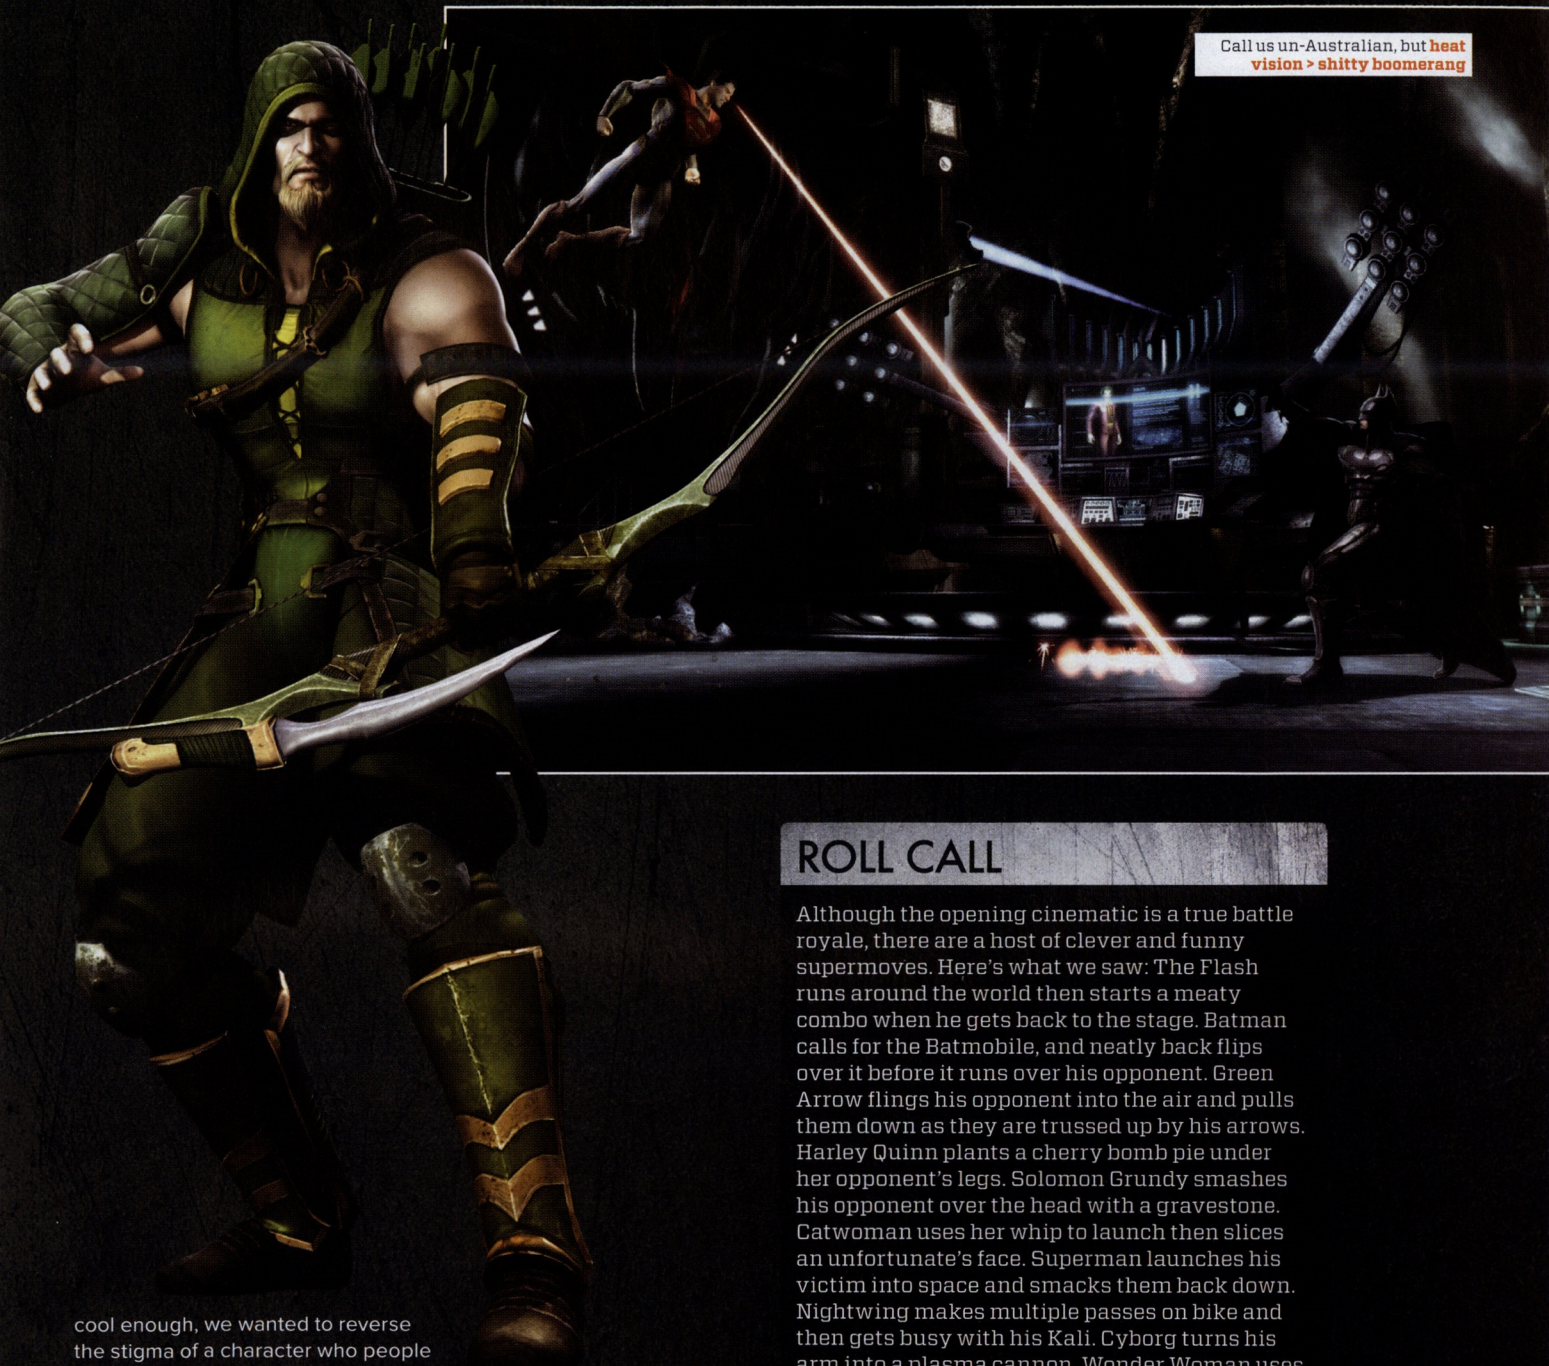 Call us un-Australian, but heat
vision > shitty boomerang
ROLL CALL
Although the opening cinematic is a true battle
royale, there are a host of clever and funny
supermoves. Here's what we saw: The Flash
runs around the world then starts a meaty
combo when he gets back to the stage. Batman
calls for the Batmobile, and neatly back flips
over it before it runs over his opponent. Green
Arrow flings his opponent into the air and pulls
them down as they are trussed up by his arrows.
Harley Quinn plants a cherry bomb pie under
her opponent's legs. Solomon Grundy smashes
his opponent over the head with a gravestone.
Catwoman uses her whip to launch then slices
an unfortunate's face. Superman launches his
victim into space and smacks them back down.
Nightwing makes multiple passes on bike and
then gets busy with his Kali. Cyborg turns his
arm into a plasma cannon. Wonder Woman uses
cool enough, we wanted to reverse
the stigma of a character who people